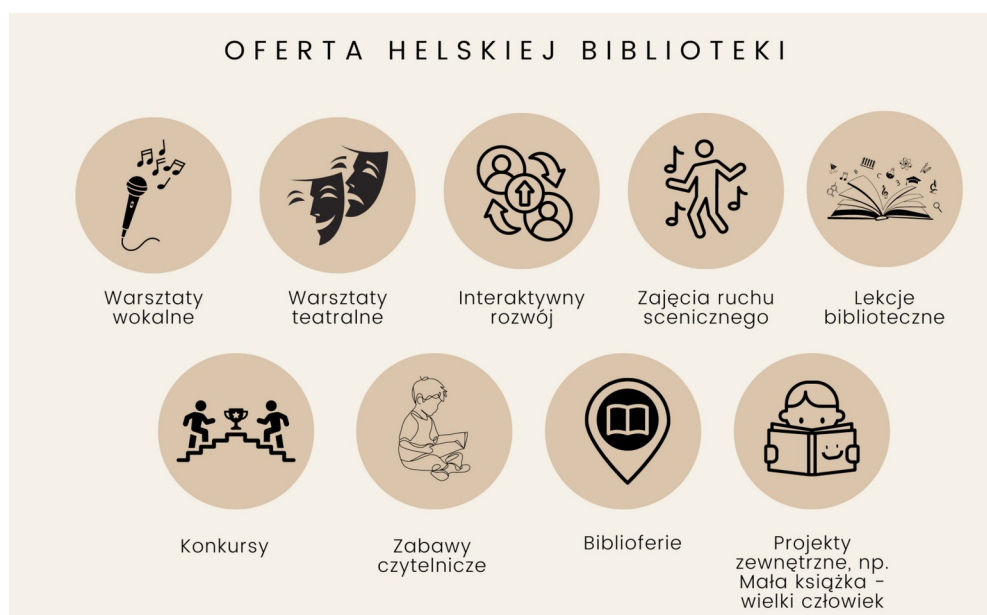 OFERTA HELSKIEJ BIBLIOTEKI
Warsztaty
wokalne
Warsztaty
teatralne
Interaktywny
rozwój
Zajęcia ruchu
scenicznego
Lekcje
biblioteczne
Konkursy
Zabawy
czytelnicze
Biblioferie
Projekty
zewnętrzne, np.
Mała książka -
wielki człowiek